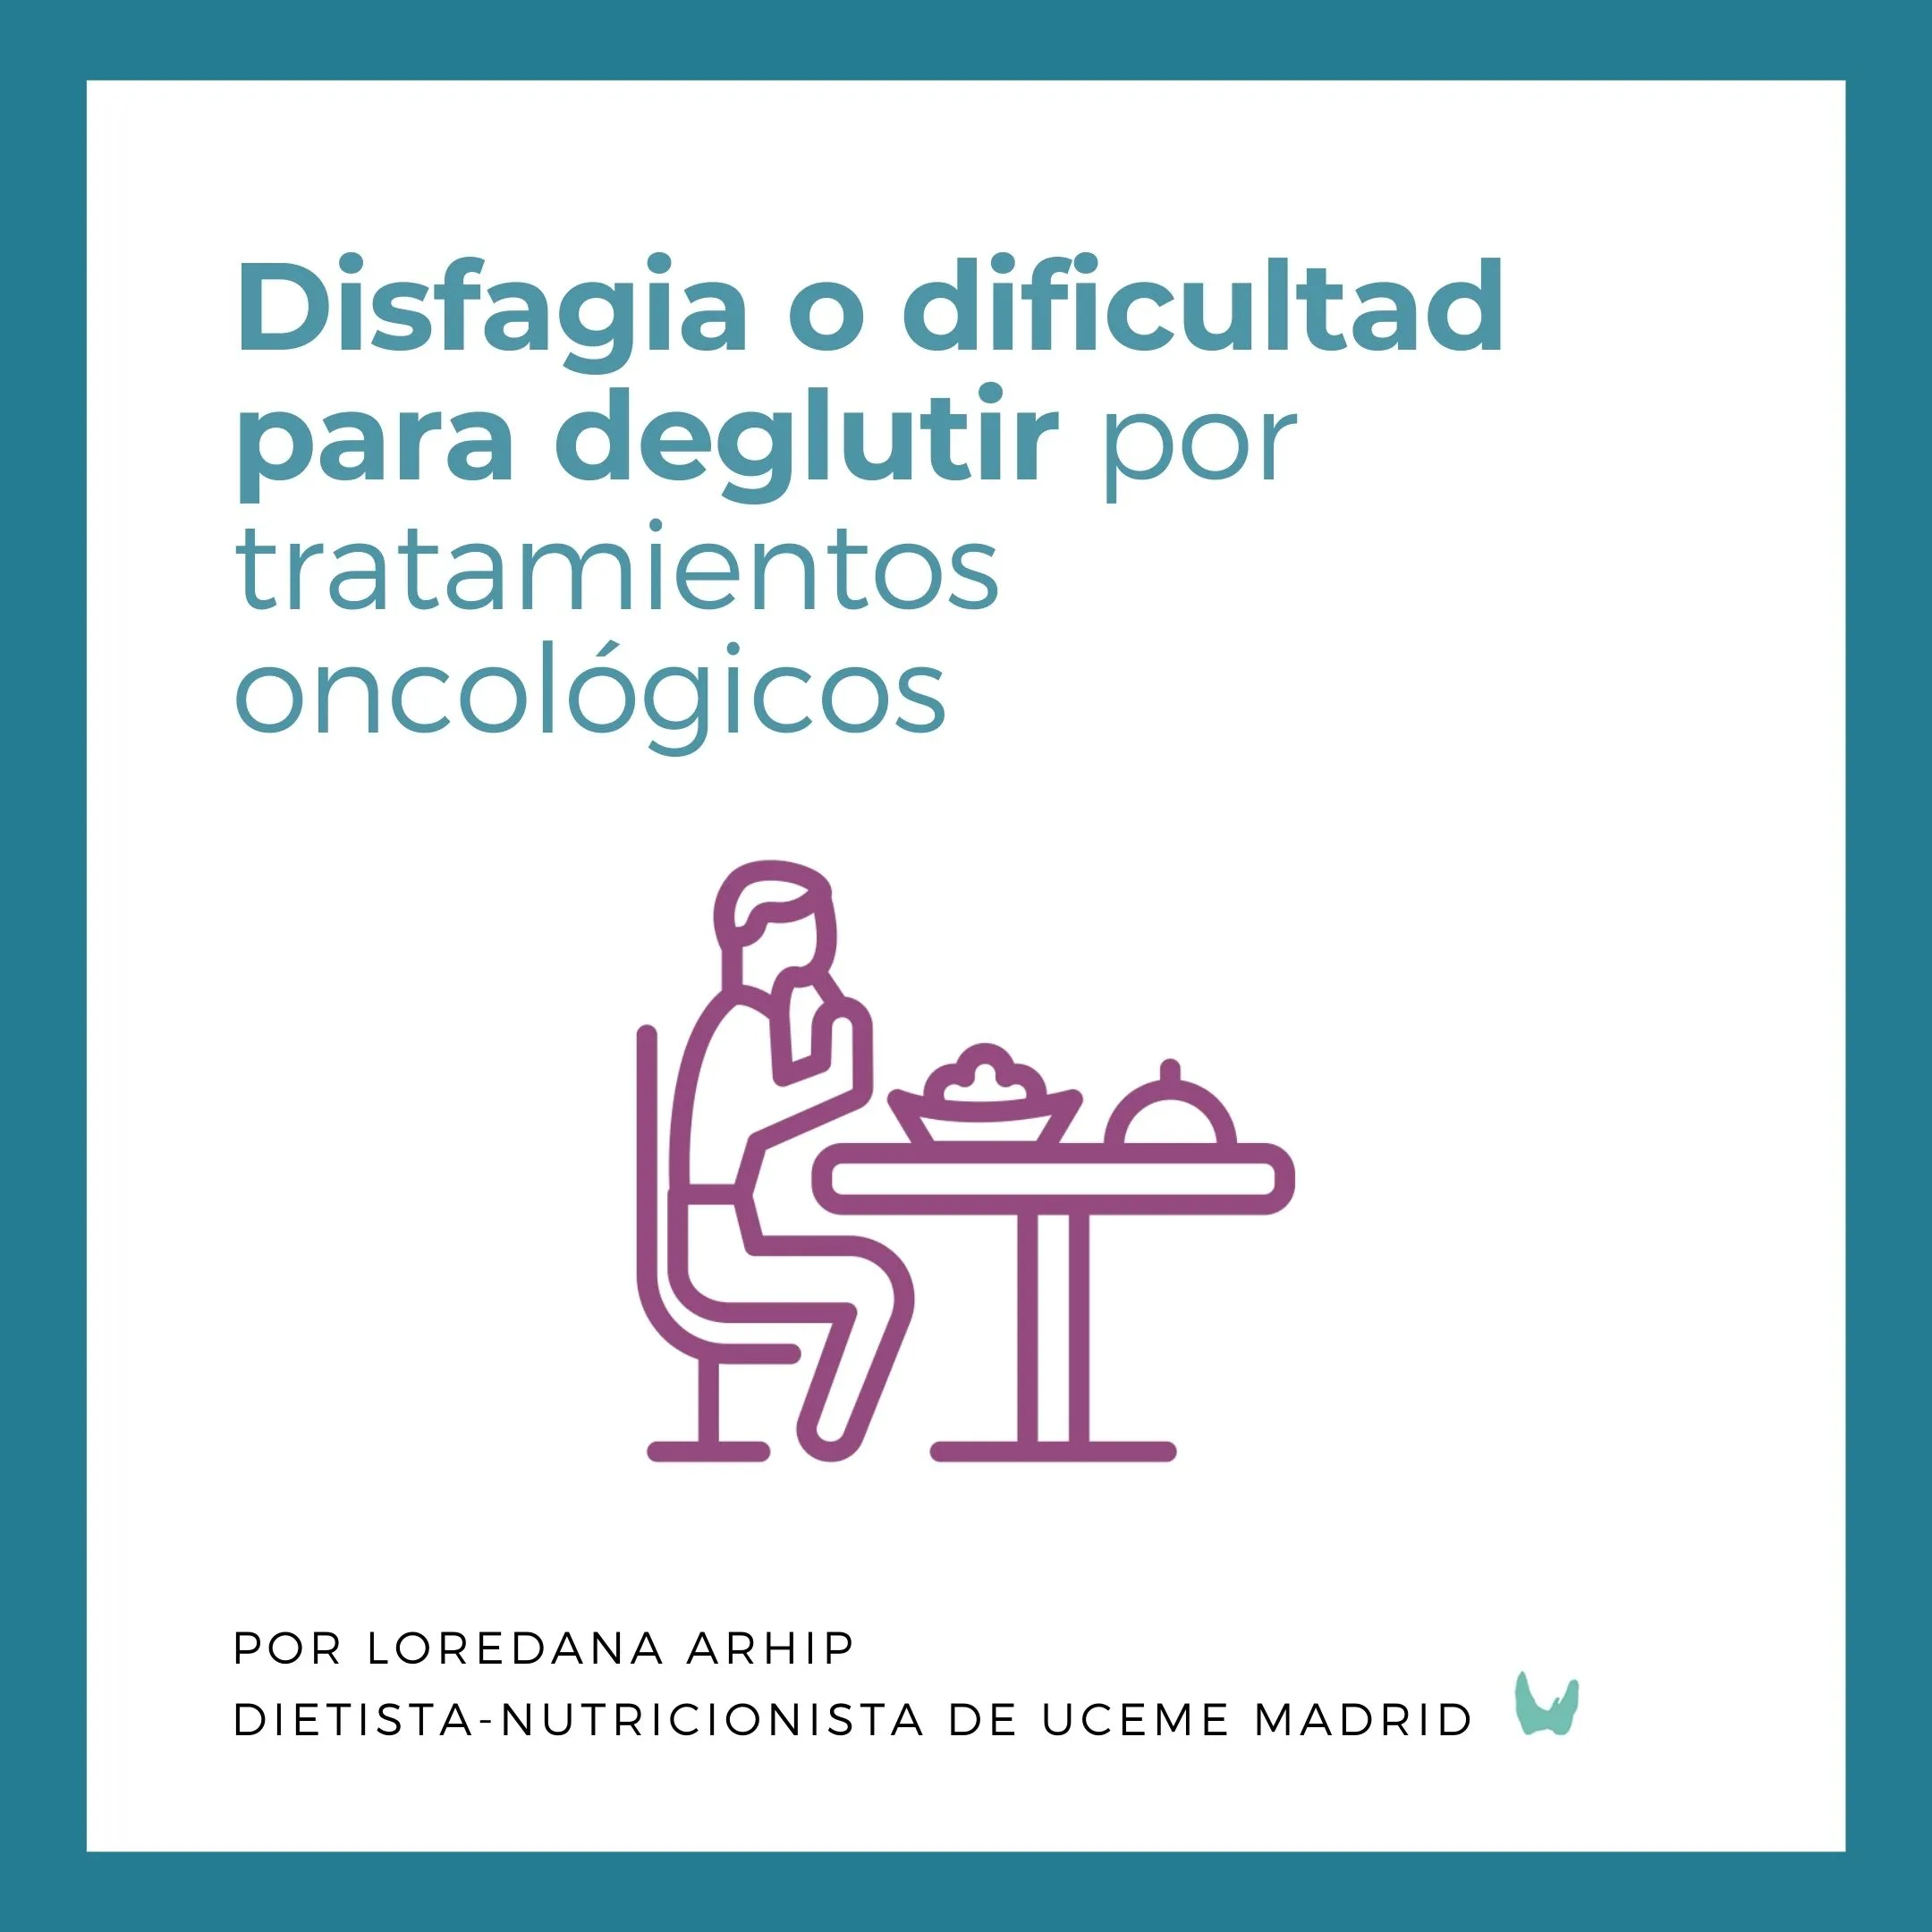 Disfagia o dificultad
para deglutir por
tratamientos
oncológicos
POR LOREDANA ARHIP
DIETISTA-NUTRICIONISTA DE UCEME MADRID